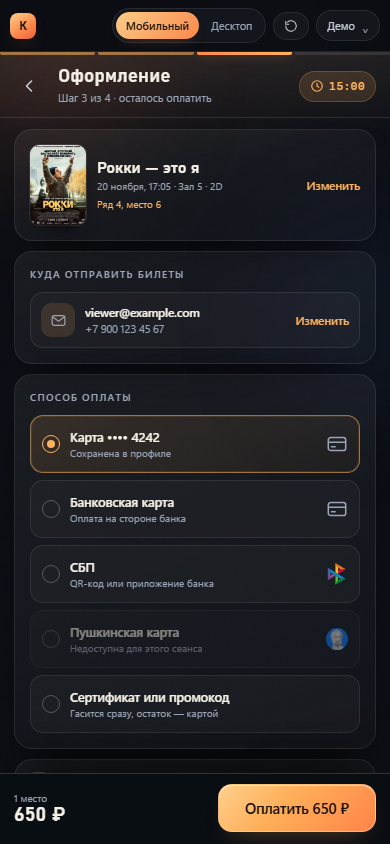 К
Мобильный
Десктоп
Демо
Оформление
Шаг 3 из 4 · осталось оплатить
15:00
РОККИ
ЭТО Я
Рокки — это я
20 ноября, 17:05 · Зал 5 · 2D
Ряд 4, место 6
Изменить
КУДА ОТПРАВИТЬ БИЛЕТЫ
viewer@example.com
+7 900 123 45 67
Изменить
СПОСОБ ОПЛАТЫ
Карта •••• 4242
Сохранена в профиле
Банковская карта
Оплата на стороне банка
СБП
QR-код или приложение банка
Пушкинская карта
Недоступна для этого сеанса
Сертификат или промокод
Гасится сразу, остаток — картой
1 место
650 ₽
Оплатить 650 ₽